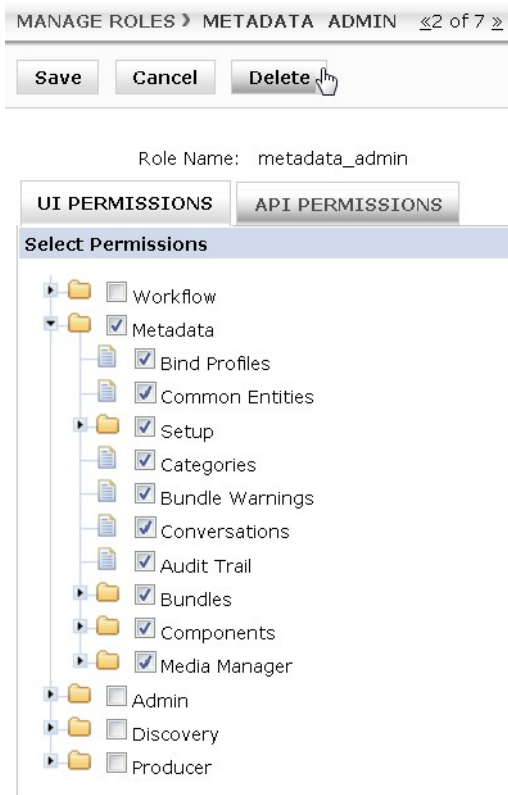 MANAGE ROLES › METADATA ADMIN «2 of 7 »
Save Cancel Delete
Role Name: metadata_admin
UI PERMISSIONS API PERMISSIONS
Select Permissions
Workflow
Metadata
Bind Profiles
Common Entities
Setup
Categories
Bundle Warnings
Conversations
Audit Trail
Bundles
Components
Media Manager
Admin
Discovery
Producer